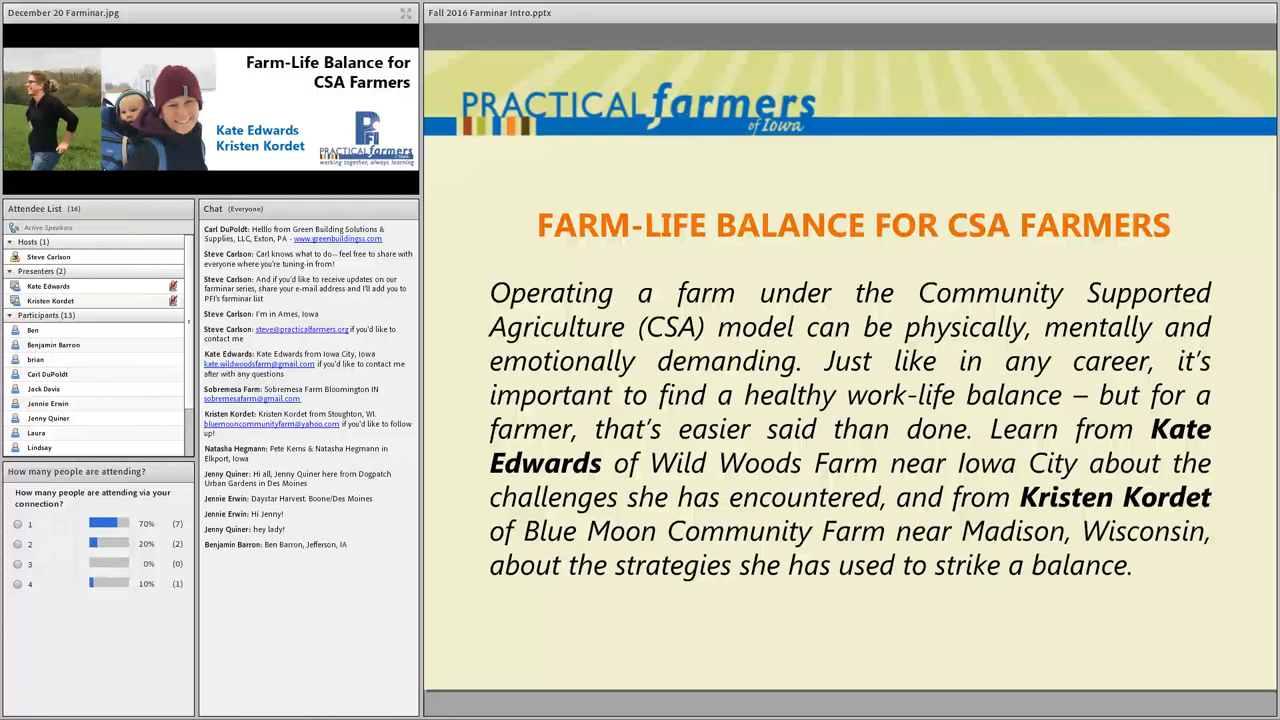 December 20 Farminar.jpg
Farm-Life Balance for
CSA Farmers
Kate Edwards
Kristen Kordet
PRACTICAL farmers
working together, always learning
Attendee List (16)
Active Speakers
Hosts (1)
Steve Carlson
Presenters (2)
Kate Edwards
Kristen Kordet
Participants (13)
Ben
Benjamin Barron
brian
Carl DuPoldt
Jack Davis
Jennie Erwin
Jenny Quiner
Laura
Lindsay
How many people are attending?
How many people are attending via your
connection?
1 70% (7)
2 20% (2)
3 0% (0)
4 10% (1)
Chat (Everyone)
Carl DuPoldt: Helllo from Green Building Solutions &
Supplies, LLC, Exton, PA - www.greenbuildingss.com
Steve Carlson: Carl knows what to do-- feel free to share with
everyone where you're tuning-in from!
Steve Carlson: And if you'd like to receive updates on our
farminar series, share your e-mail address and I'll add you to
PFI's farminar list
Steve Carlson: I'm in Ames, Iowa
Steve Carlson: steve@practicalfarmers.org if you'd like to
contact me
Kate Edwards: Kate Edwards from Iowa City, Iowa
kate.wildwoodsfarm@gmail.com if you'd like to contact me
after with any questions
Sobremesa Farm: Sobremesa Farm Bloomington IN
sobremesafarm@gmail.com
Kristen Kordet: Kristen Kordet from Stoughton, WI.
bluemooncommunityfarm@yahoo.com if you'd like to follow
up!
Natasha Hegmann: Pete Kerns & Natasha Hegmann in
Elkport, Iowa
Jenny Quiner: Hi all, Jenny Quiner here from Dogpatch
Urban Gardens in Des Moines
Jennie Erwin: Daystar Harvest. Boone/Des Moines
Jennie Erwin: Hi Jenny!
Jenny Quiner: hey lady!
Benjamin Barron: Ben Barron, Jefferson, IA
Fall 2016 Farminar Intro.pptx
PRACTICAL farmers
of Iowa
FARM-LIFE BALANCE FOR CSA FARMERS
Operating a farm under the Community Supported
Agriculture (CSA) model can be physically, mentally and
emotionally demanding. Just like in any career, it's
important to find a healthy work-life balance – but for a
farmer, that's easier said than done. Learn from Kate
Edwards of Wild Woods Farm near Iowa City about the
challenges she has encountered, and from Kristen Kordet
of Blue Moon Community Farm near Madison, Wisconsin,
about the strategies she has used to strike a balance.